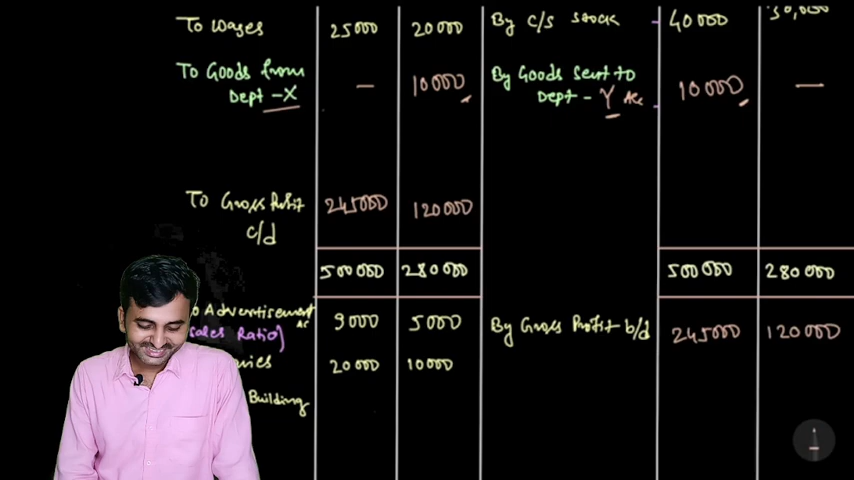 To Wages 25000 20000 By C/S Stock 40000
To Goods from Dept - X — 10000 By Goods Sent to Dept - Y A/c 10000 —
To Gross Profit c/d 245000 120000
500000 280000 500000 280000
Advertisement A/c 9000 5000 By Gross Profit b/d 245000 120000
Sales Ratio)
20000 10000
Building